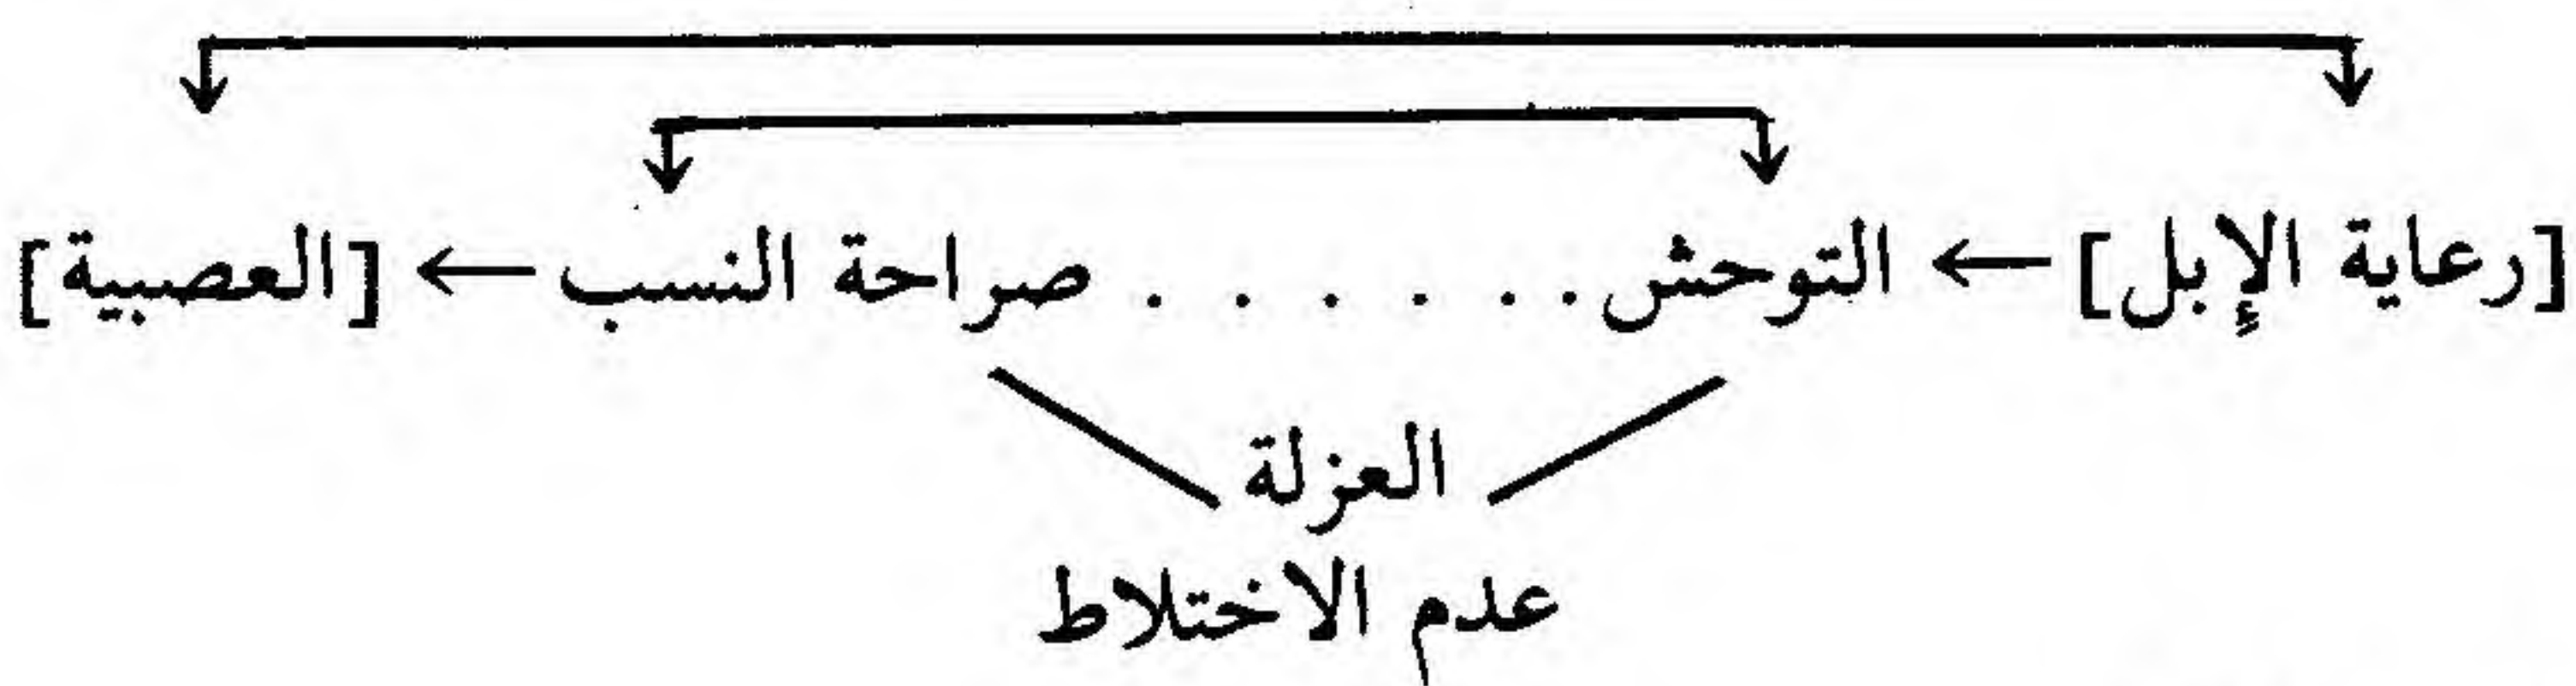 [رعاية الإبل] ← التوحش . . . . . . صراحة النسب ← [العصبية]
العزلة
عدم الاختلاط